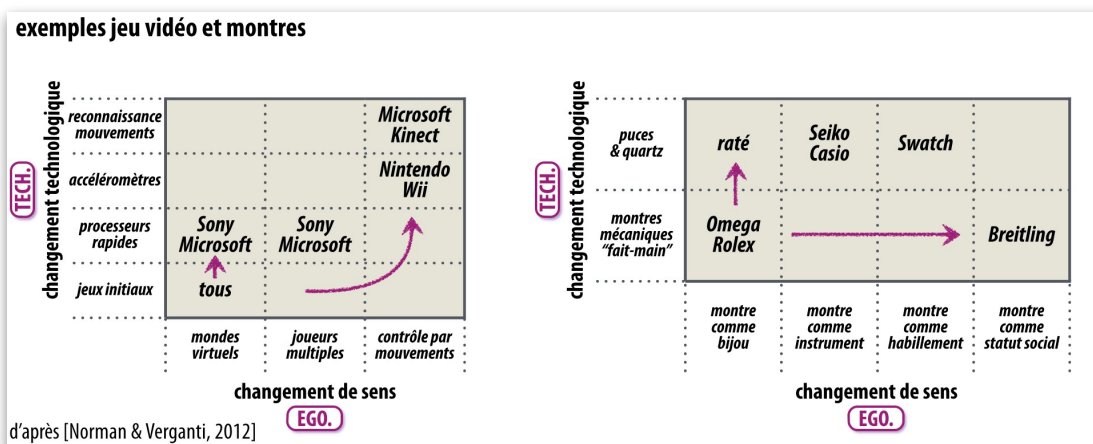 exemples jeu vidéo et montres
TECH.
changement technologique
reconnaissance
mouvements
accéléromètres
processeurs
rapides
jeux initiaux
Microsoft
Kinect
Nintendo
Wii
Sony
Microsoft
Sony
Microsoft
tous
mondes
virtuels
joueurs
multiples
contrôle par
mouvements
changement de sens
EGO.
TECH.
changement technologique
puces
& quartz
montres
mécaniques
"fait-main"
raté
Seiko
Casio
Swatch
Omega
Rolex
Breitling
montre
comme
bijou
montre
comme
instrument
montre
comme
habillement
montre
comme
statut social
changement de sens
EGO.
d'après [Norman & Verganti, 2012]